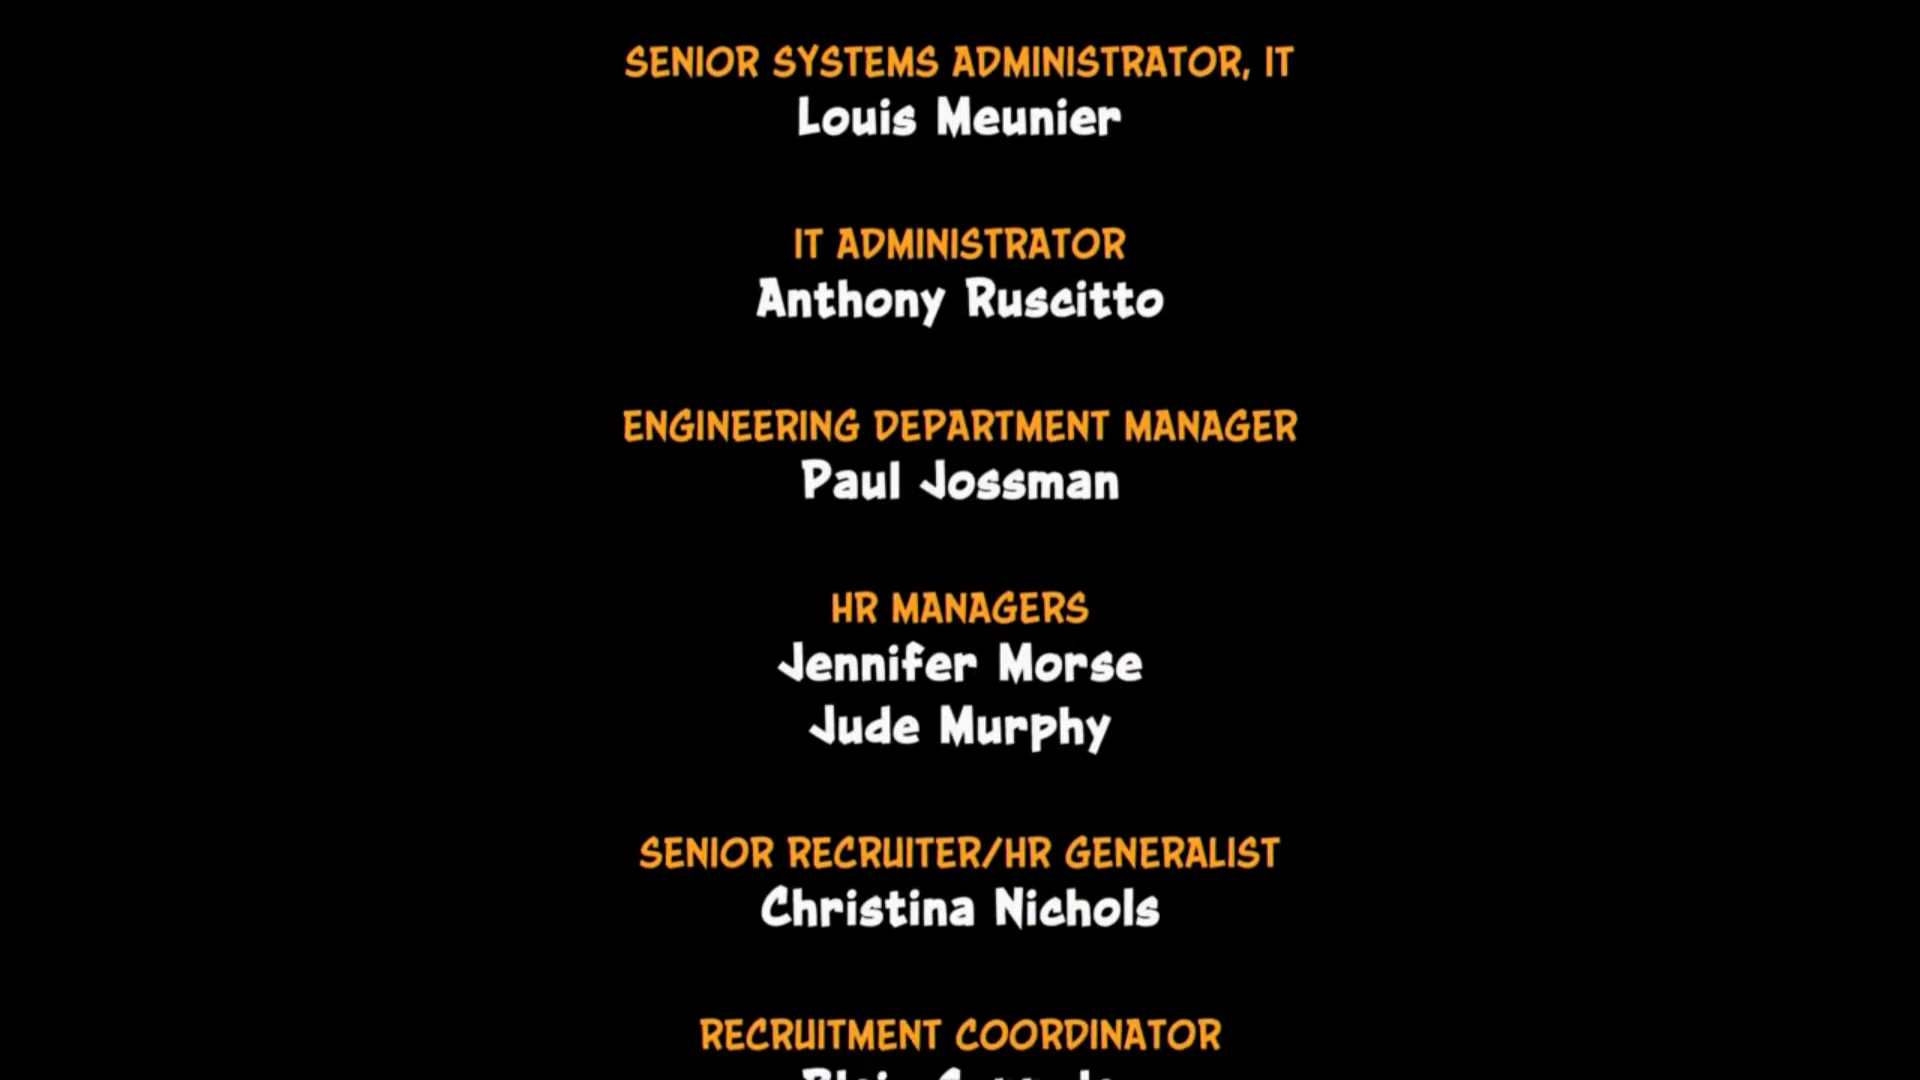 SENIOR SYSTEMS ADMINISTRATOR, IT
Louis Meunier
IT ADMINISTRATOR
Anthony Ruscitto
ENGINEERING DEPARTMENT MANAGER
Paul Jossman
HR MANAGERS
Jennifer Morse
Jude Murphy
SENIOR RECRUITER/HR GENERALIST
Christina Nichols
RECRUITMENT COORDINATOR